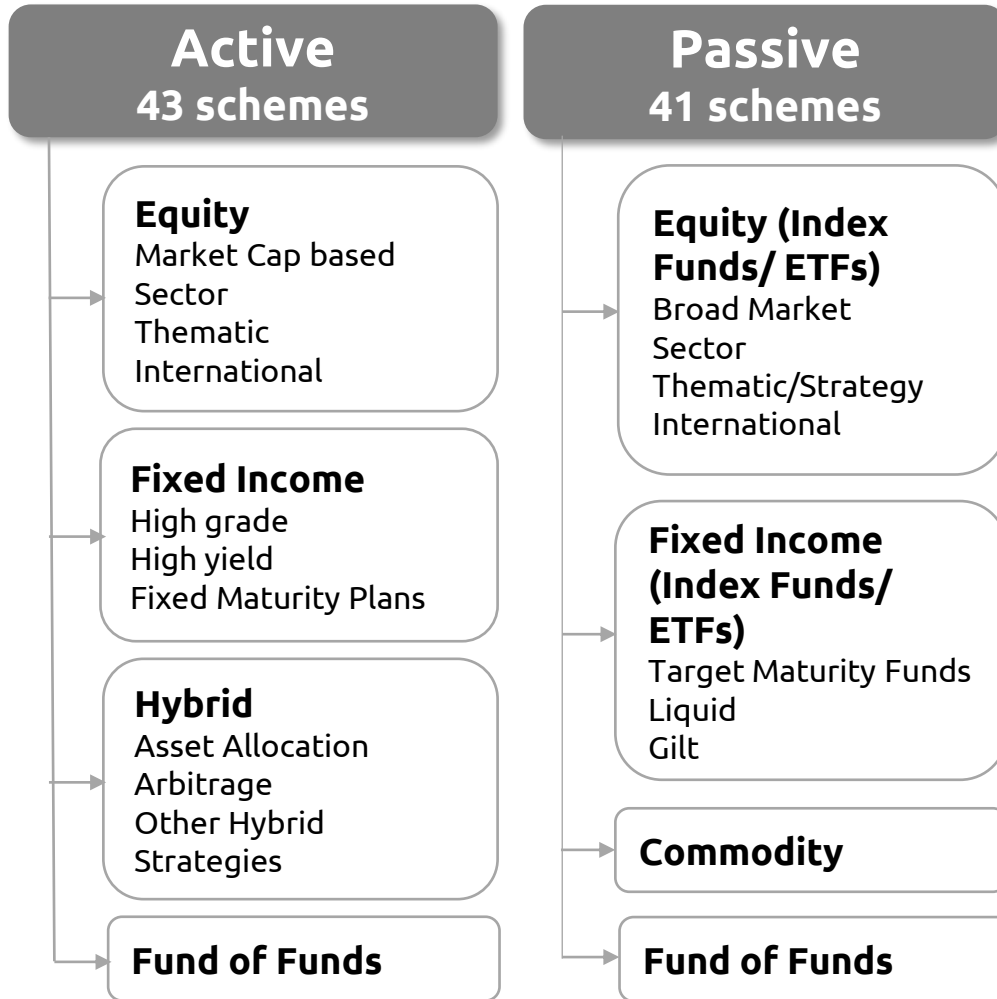 Active
43 schemes
Equity
Market Cap based
Sector
Thematic
International
Fixed Income
High grade
High yield
Fixed Maturity Plans
Hybrid
Asset Allocation
Arbitrage
Other Hybrid
Strategies
Fund of Funds
Passive
41 schemes
Equity (Index
Funds/ ETFs)
Broad Market
Sector
Thematic/Strategy
International
Fixed Income
(Index Funds/
ETFs)
Target Maturity Funds
Liquid
Gilt
Commodity
Fund of Funds